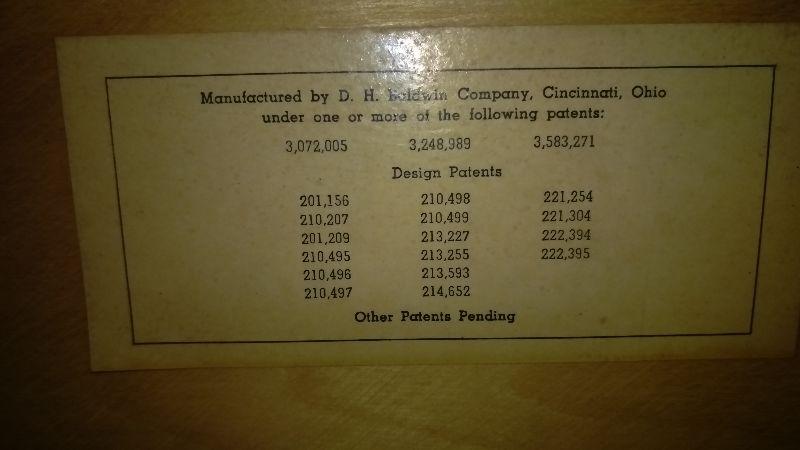 Manufactured by D. H. Baldwin Company, Cincinnati, Ohio
under one or more of the following patents:
3,072,005 3,248,989 3,583,271
Design Patents
201,156 210,498 221,254
210,207 210,499 221,304
201,209 213,227 222,394
210,495 213,255 222,395
210,496 213,593
210,497 214,652
Other Patents Pending